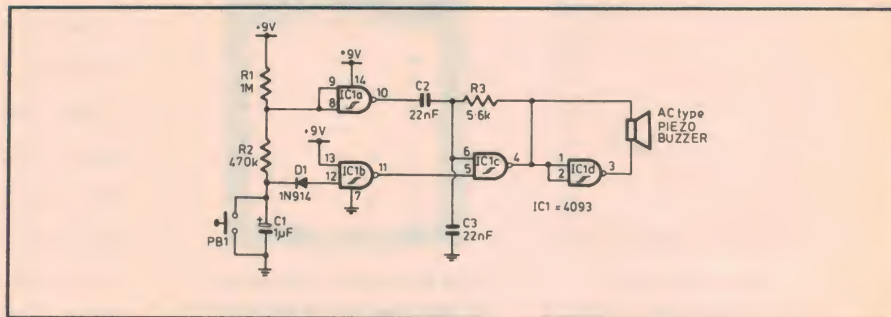 +9V
R1
1M
+9V
9
8
14
IC1a
10
C2
22nF
R3
5·6k
AC type
PIEZO
BUZZER
R2
470k
+9V
D1
1N914
13
12
IC1b
11
7
6
5
IC1c
4
1
2
IC1d
3
IC1 = 4093
PB1
+
C1
1µF
C3
22nF